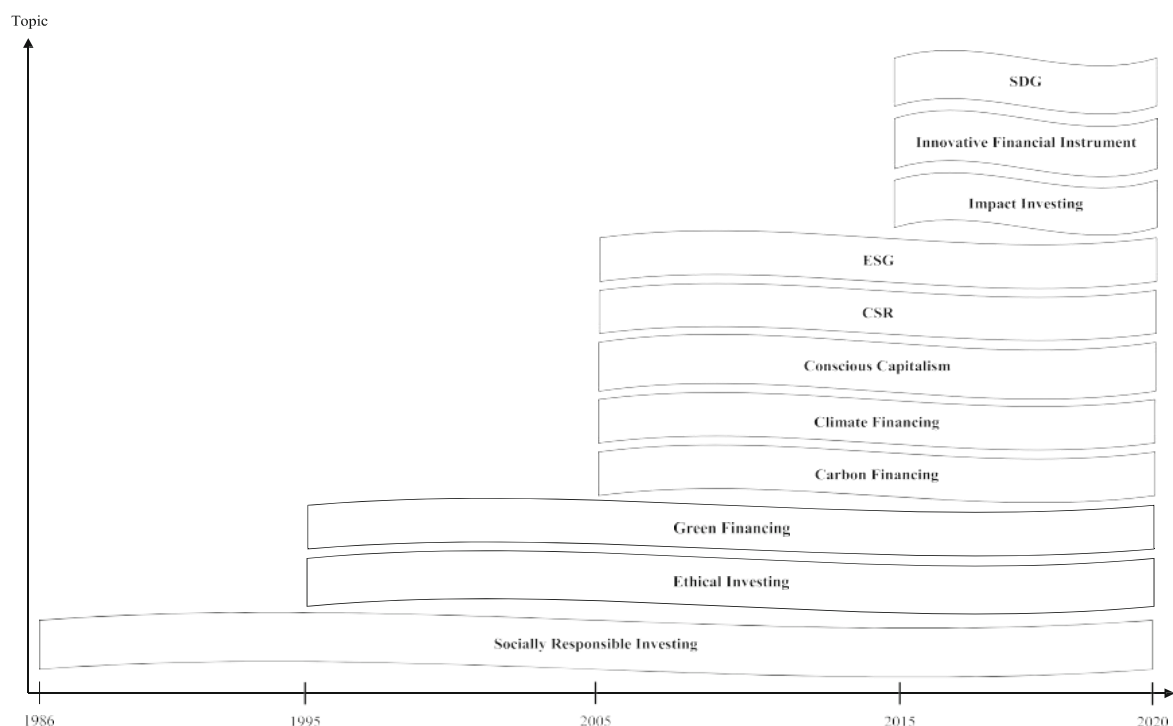 Topic
SDG
Innovative Financial Instrument
Impact Investing
ESG
CSR
Conscious Capitalism
Climate Financing
Carbon Financing
Green Financing
Ethical Investing
Socially Responsible Investing
1986 1995 2005 2015 2020